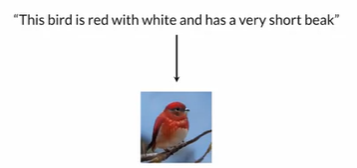 “This bird is red with white and has a very short beak”